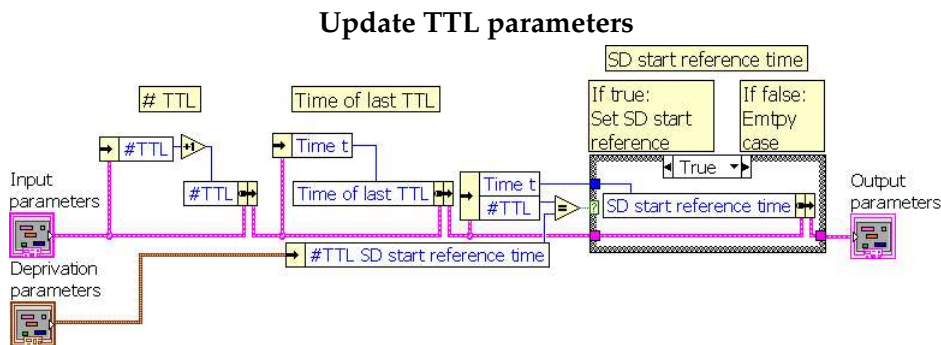 Update TTL parameters
SD start reference time
# TTL
Time of last TTL
If true:
Set SD start
reference
If false:
Emtpy
case
#TTL
+1
Time t
True
Input
parameters
#TTL
Time of last TTL
Time t
#TTL
=
?
SD start reference time
Output
parameters
#TTL SD start reference time
Deprivation
parameters